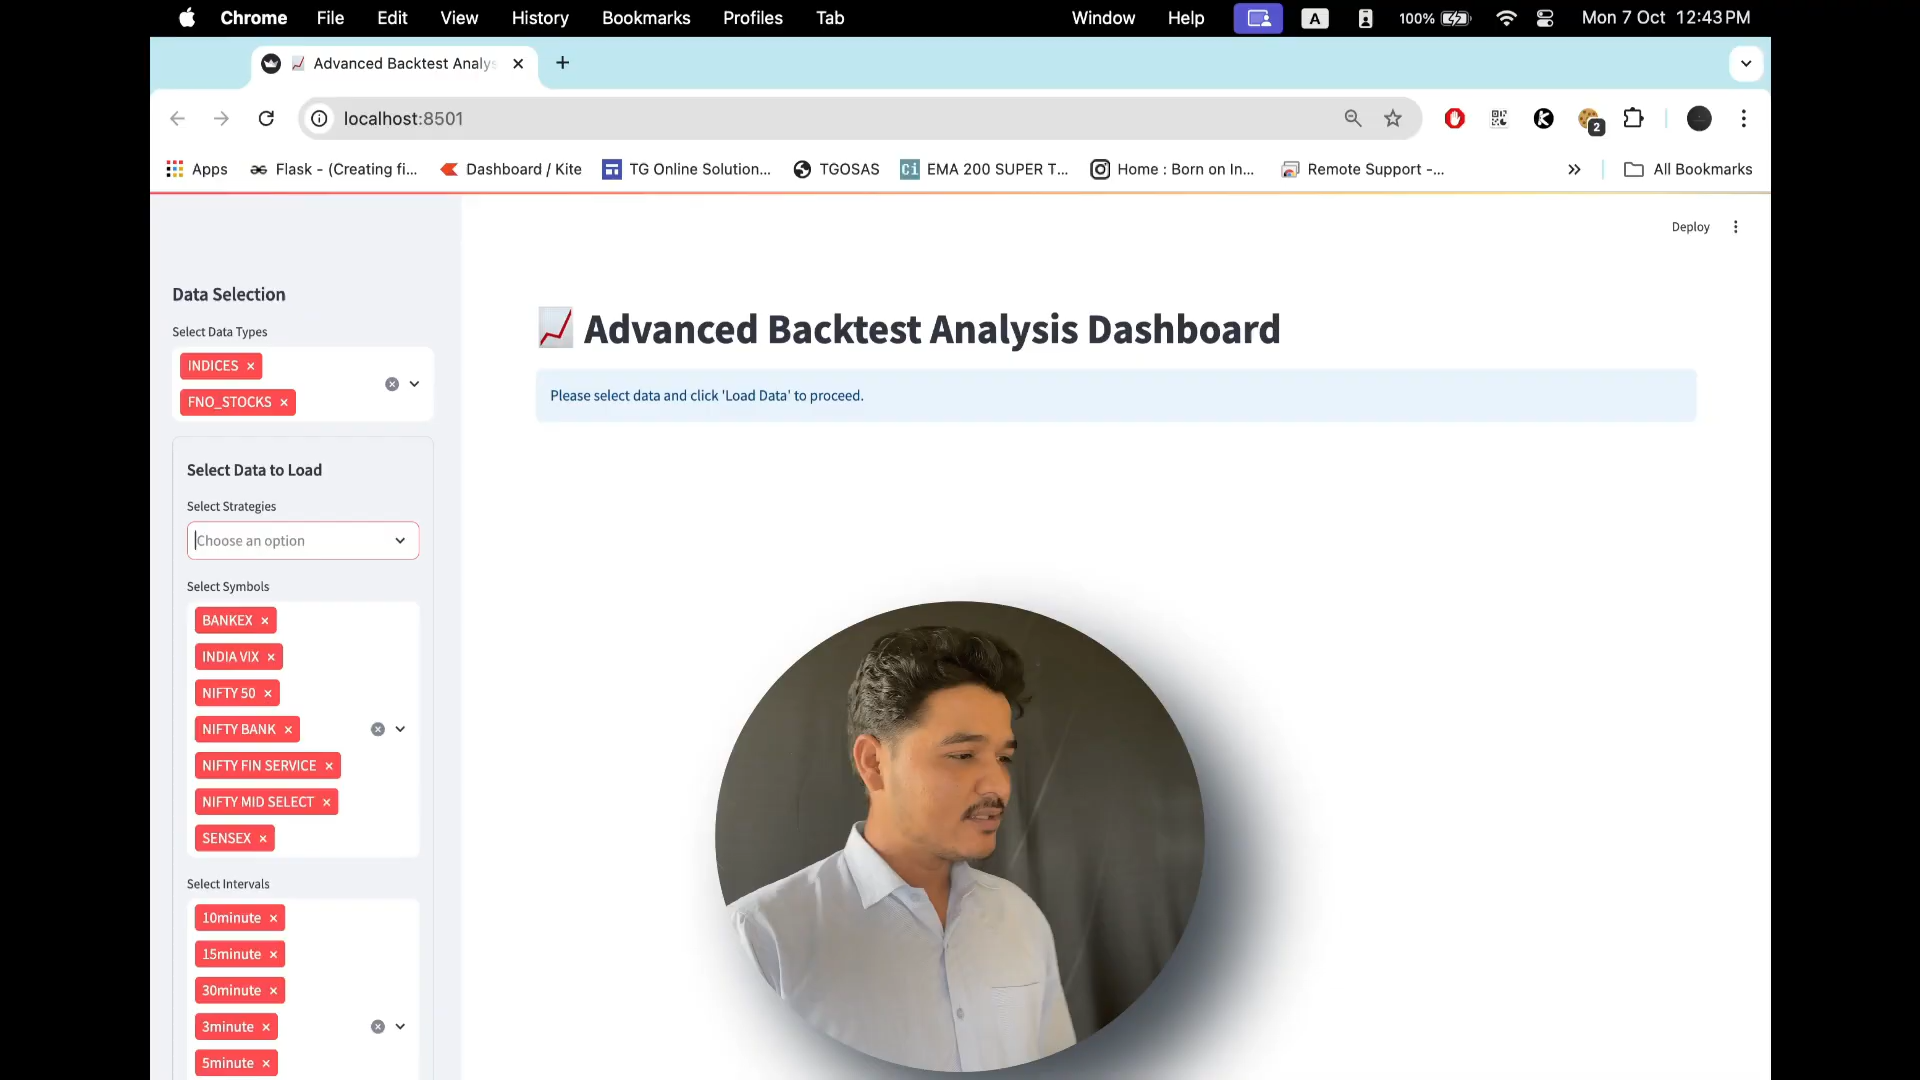 Chrome File Edit View History Bookmarks Profiles Tab Window Help A 100% Mon 7 Oct 12:43 PM
Advanced Backtest Analys
localhost:8501
2
Apps Flask - (Creating fi... Dashboard / Kite TG Online Solution... TGOSAS Ci EMA 200 SUPER T... Home : Born on In... Remote Support -... » All Bookmarks
Deploy
Data Selection
Select Data Types
INDICES ×
FNO_STOCKS ×
Select Data to Load
Select Strategies
Choose an option
Select Symbols
BANKEX ×
INDIA VIX ×
NIFTY 50 ×
NIFTY BANK ×
NIFTY FIN SERVICE ×
NIFTY MID SELECT ×
SENSEX ×
Select Intervals
10minute ×
15minute ×
30minute ×
3minute ×
5minute ×
Advanced Backtest Analysis Dashboard
Please select data and click 'Load Data' to proceed.